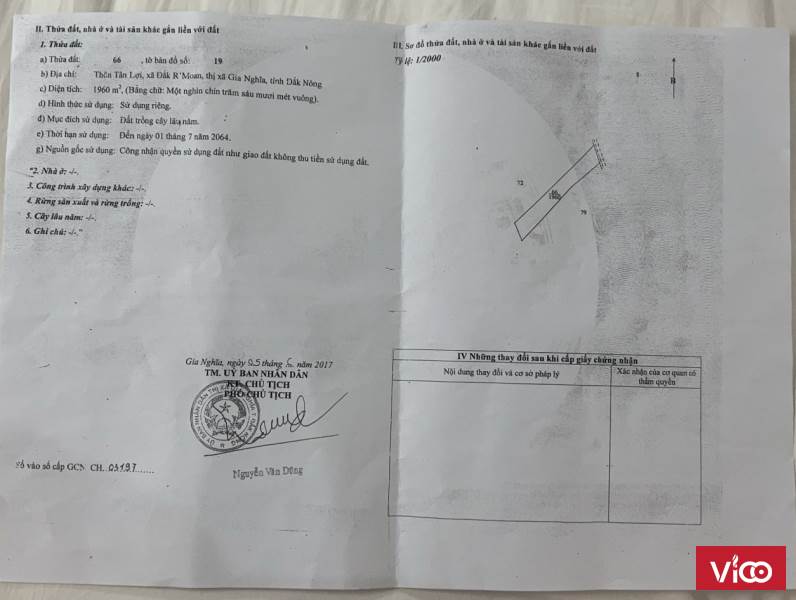 II. Thửa đất, nhà ở và tài sản khác gắn liền với đất
1. Thửa đất:
a) Thửa đất: 66 , tờ bản đồ số: 19
b) Địa chỉ: Thôn Tân Lợi, xã Đắk R'Moan, thị xã Gia Nghĩa, tỉnh Đắk Nông
c) Diện tích: 1960 m², (Bằng chữ: Một nghìn chín trăm sáu mươi mét vuông).
d) Hình thức sử dụng: Sử dụng riêng.
đ) Mục đích sử dụng: Đất trồng cây lâu năm.
e) Thời hạn sử dụng: Đến ngày 01 tháng 7 năm 2064.
g) Nguồn gốc sử dụng: Công nhận quyền sử dụng đất như giao đất không thu tiền sử dụng đất.
"2. Nhà ở: -/-.
3. Công trình xây dựng khác: -/-.
4. Rừng sản xuất và rừng trồng: -/-.
5. Cây lâu năm: -/-.
6. Ghi chú: -/-."
Gia Nghĩa, ngày 05 tháng năm 2017
TM. UỶ BAN NHÂN DÂN
KT. CHỦ TỊCH
PHÓ CHỦ TỊCH
Nguyễn Văn Dũng
Số vào sổ cấp GCN. CH..05197......
III. Sơ đồ thửa đất, nhà ở và tài sản khác gắn liền với đất
Tỷ lệ: 1/2000
B
72
66
1960
79
IV Những thay đổi sau khi cấp giấy chứng nhận
Nội dung thay đổi và cơ sở pháp lý
Xác nhận của cơ quan có
thẩm quyền
Vico